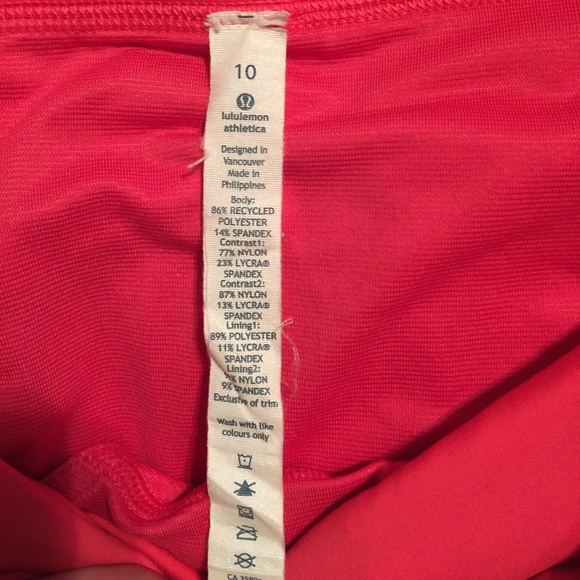 10
lululemon
athletica
Designed in
Vancouver
Made in
Philippines
Body:
86% RECYCLED
POLYESTER
14% SPANDEX
Contrast1:
77% NYLON
23% LYCRA®
SPANDEX
Contrast2:
87% NYLON
13% LYCRA®
SPANDEX
Lining1:
89% POLYESTER
11% LYCRA®
SPANDEX
Lining2:
NYLON
9% SPANDEX
Exclusive of trim
Wash with like
colours only
CA